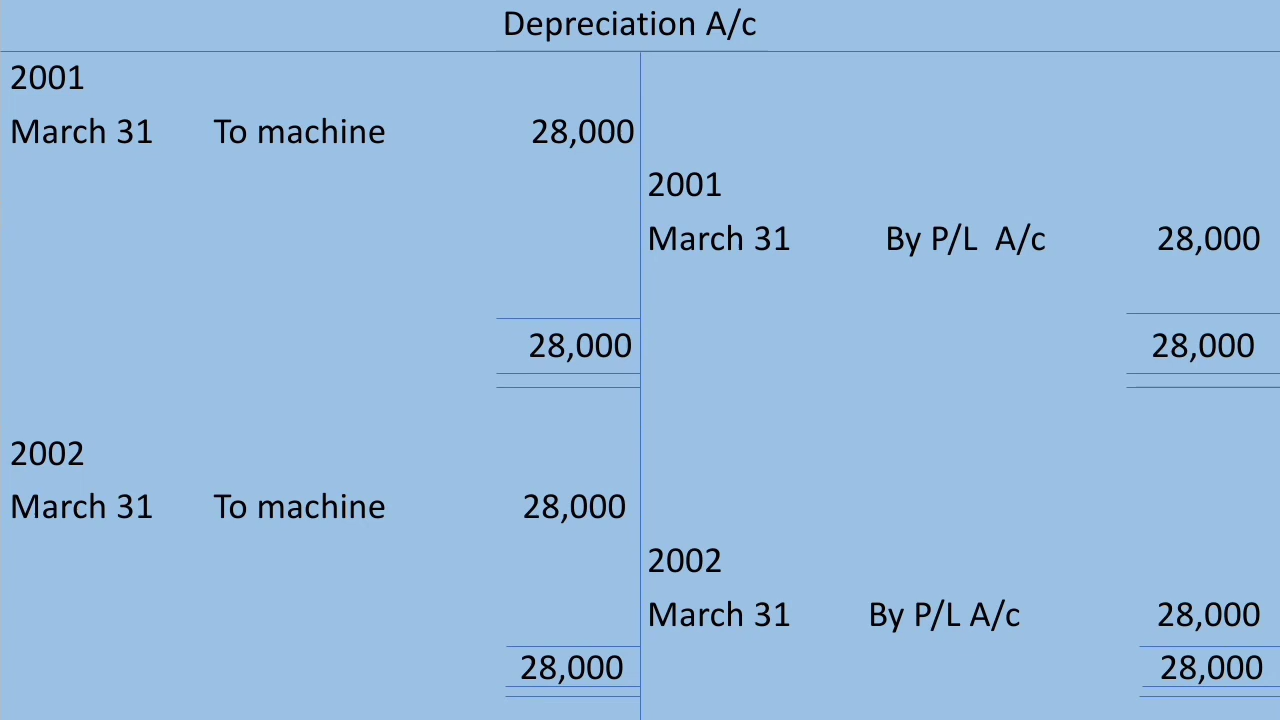 Depreciation A/c
2001
March 31 To machine 28,000
2001
March 31 By P/L A/c 28,000
28,000 28,000
2002
March 31 To machine 28,000
2002
March 31 By P/L A/c 28,000
28,000 28,000